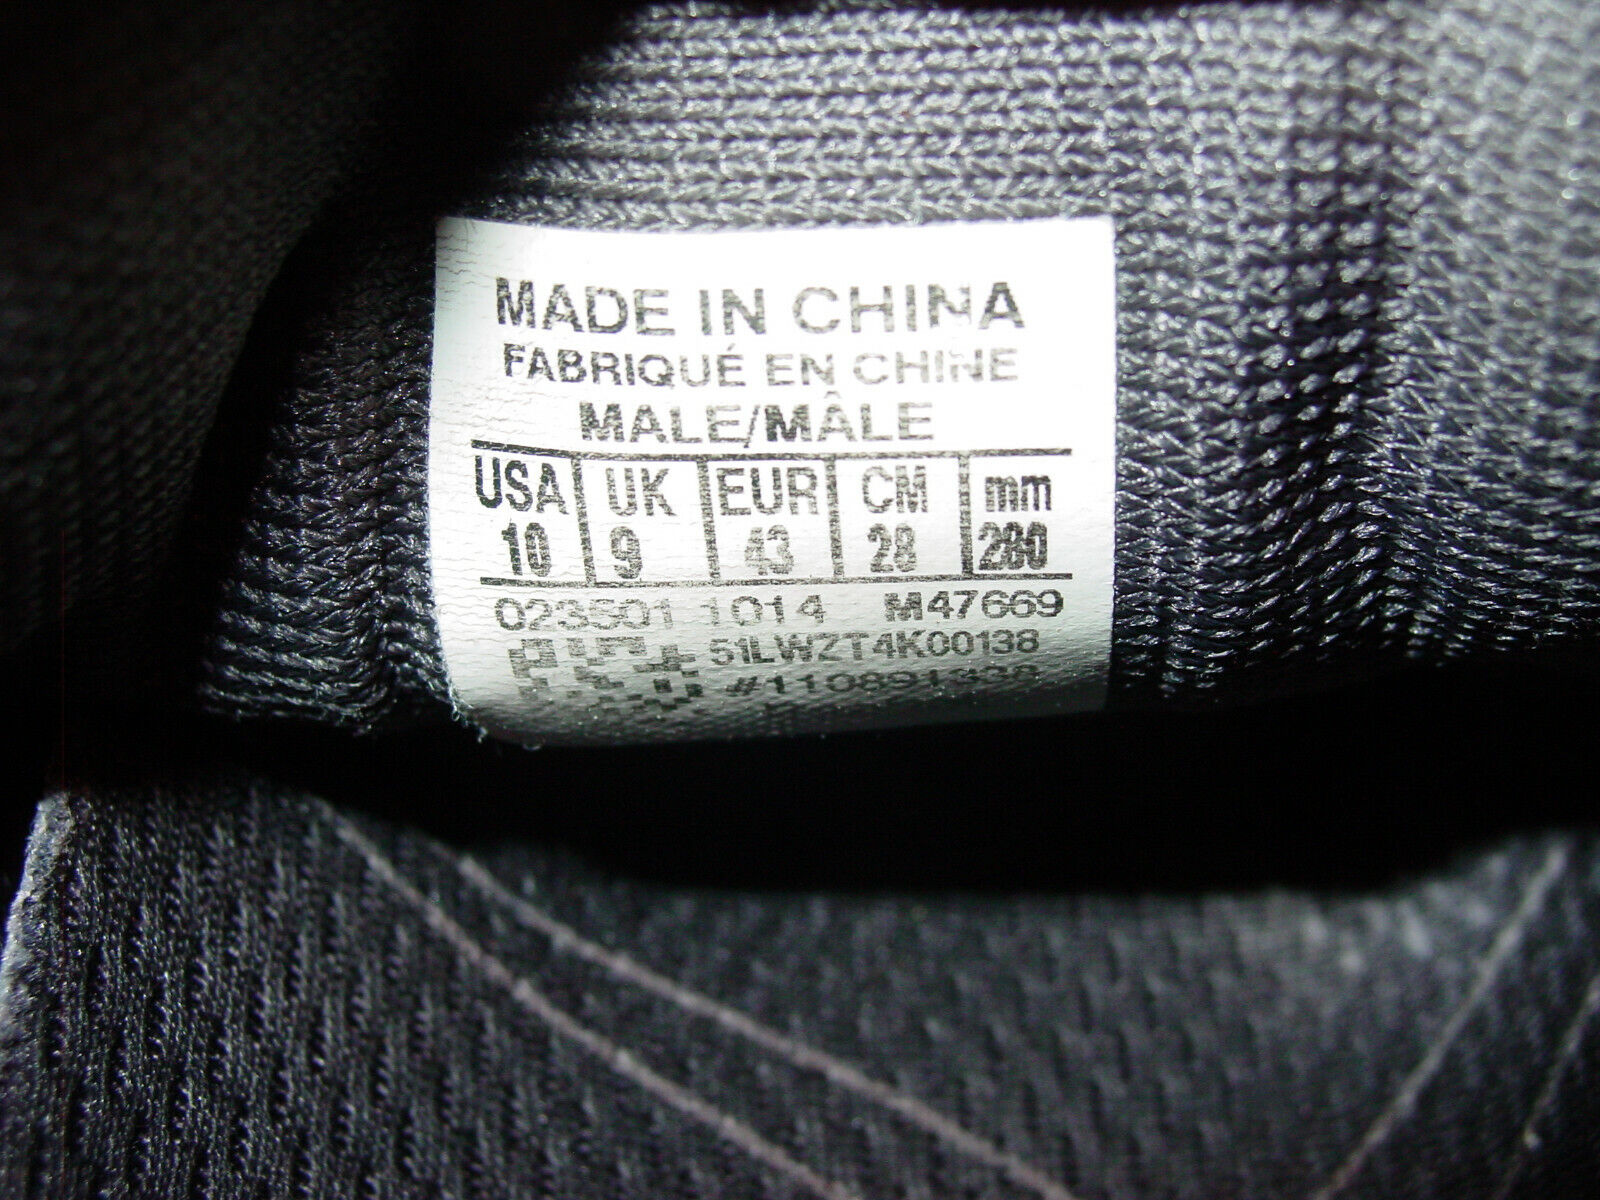 MADE IN CHINA
FABRIQUÉ EN CHINE
MALE/MÂLE
USA UK EUR CM mm
10 9 43 28 280
023501 1014 M47669
51LWZT4K00138
#110891338